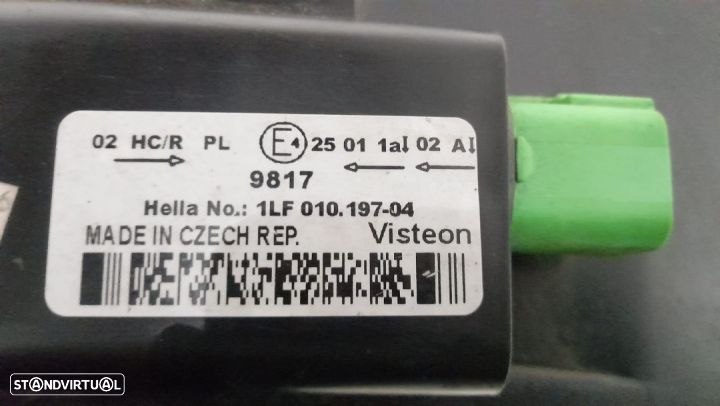 02 HC/R PL E4 25 01 1a↓ 02 A↓
9817
Hella No.: 1LF 010.197-04
MADE IN CZECH REP. Visteon
STANDVIRTUAL